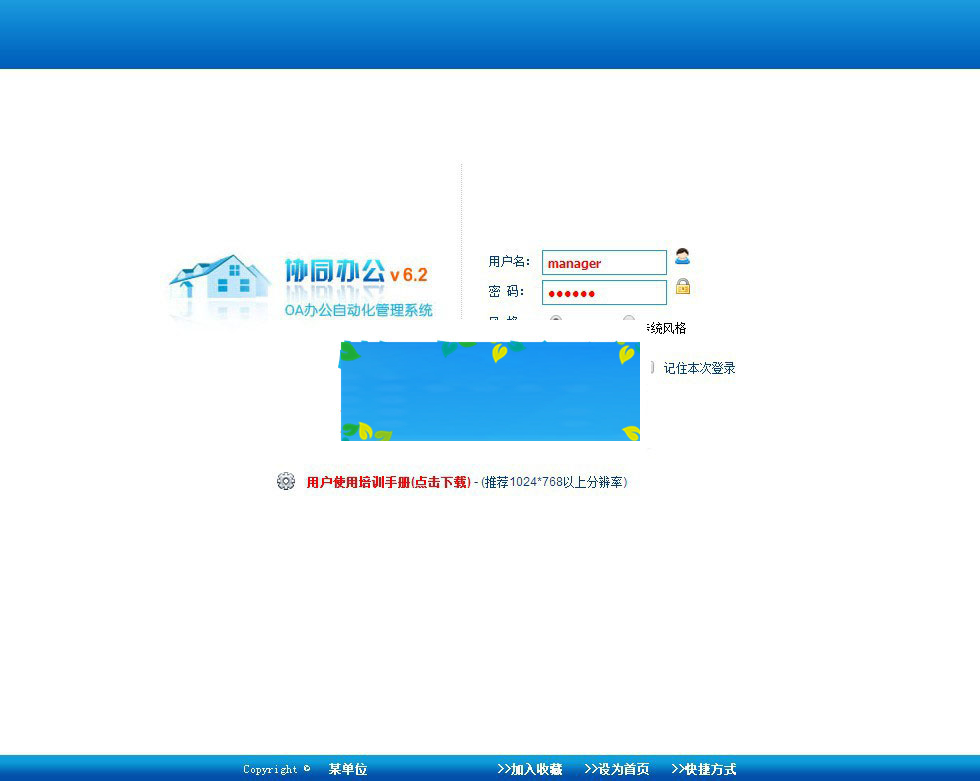 协同办公 v 6.2
OA办公自动化管理系统
用户名: manager
密 码: ●●●●●●
统风格
记住本次登录
用户使用培训手册(点击下载) - (推荐1024*768以上分辨率)
Copyright © 某单位 >>加入收藏 >>设为首页 >>快捷方式